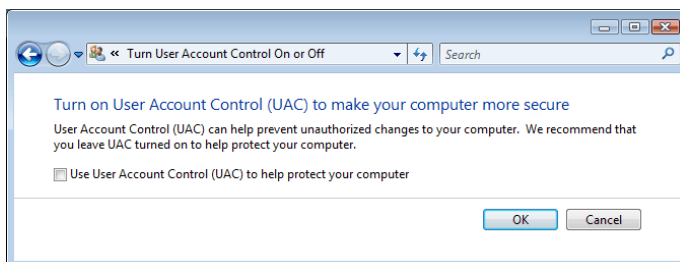 « Turn User Account Control On or Off
Search
Turn on User Account Control (UAC) to make your computer more secure
User Account Control (UAC) can help prevent unauthorized changes to your computer. We recommend that
you leave UAC turned on to help protect your computer.
Use User Account Control (UAC) to help protect your computer
OK
Cancel